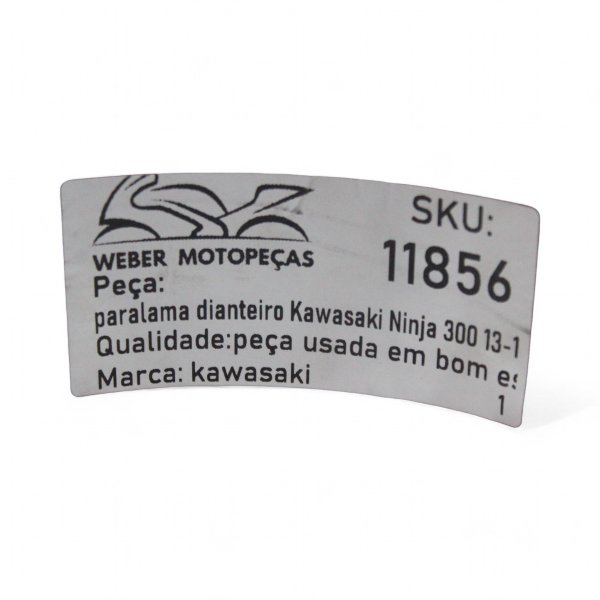 SKU:
11856
WEBER MOTOPEÇAS
Peça:
paralama dianteiro Kawasaki Ninja 300 13-1
Qualidade:peça usada em bom es
Marca: kawasaki
1